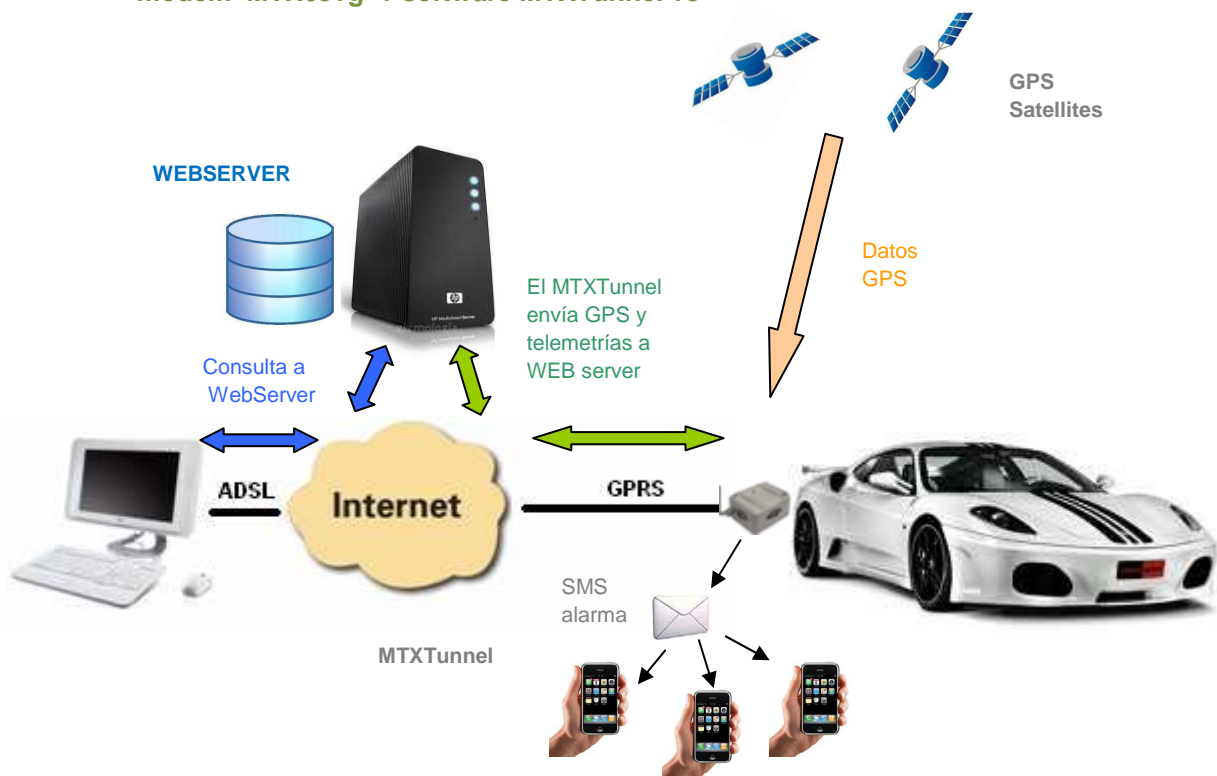 GPS
Satellites
WEBSERVER
Datos
GPS
El MTXTunnel
envía GPS y
telemetrías a
WEB server
hp
Consulta a
WebServer
ADSL
Internet
GPRS
SMS
alarma
MTXTunnel